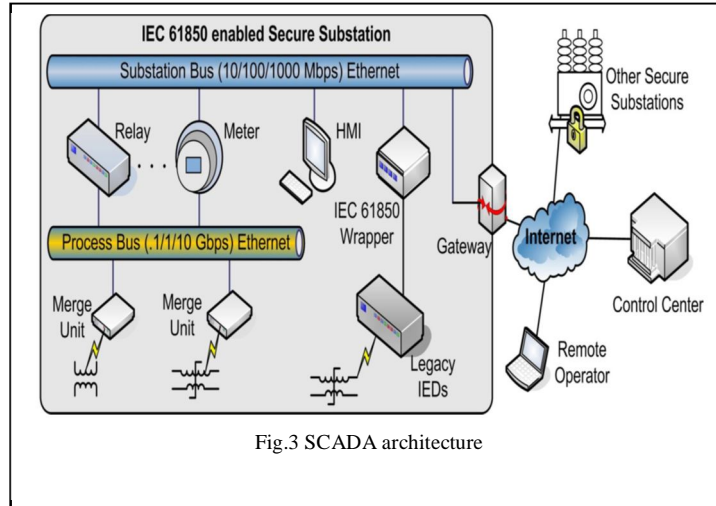 IEC 61850 enabled Secure Substation
Substation Bus (10/100/1000 Mbps) Ethernet
Other Secure
Substations
Relay
Meter
HMI
IEC 61850
Wrapper
Gateway
Internet
Control Center
Process Bus (.1/1/10 Gbps) Ethernet
Merge
Unit
Merge
Unit
Legacy
IEDs
Remote
Operator
Fig.3 SCADA architecture